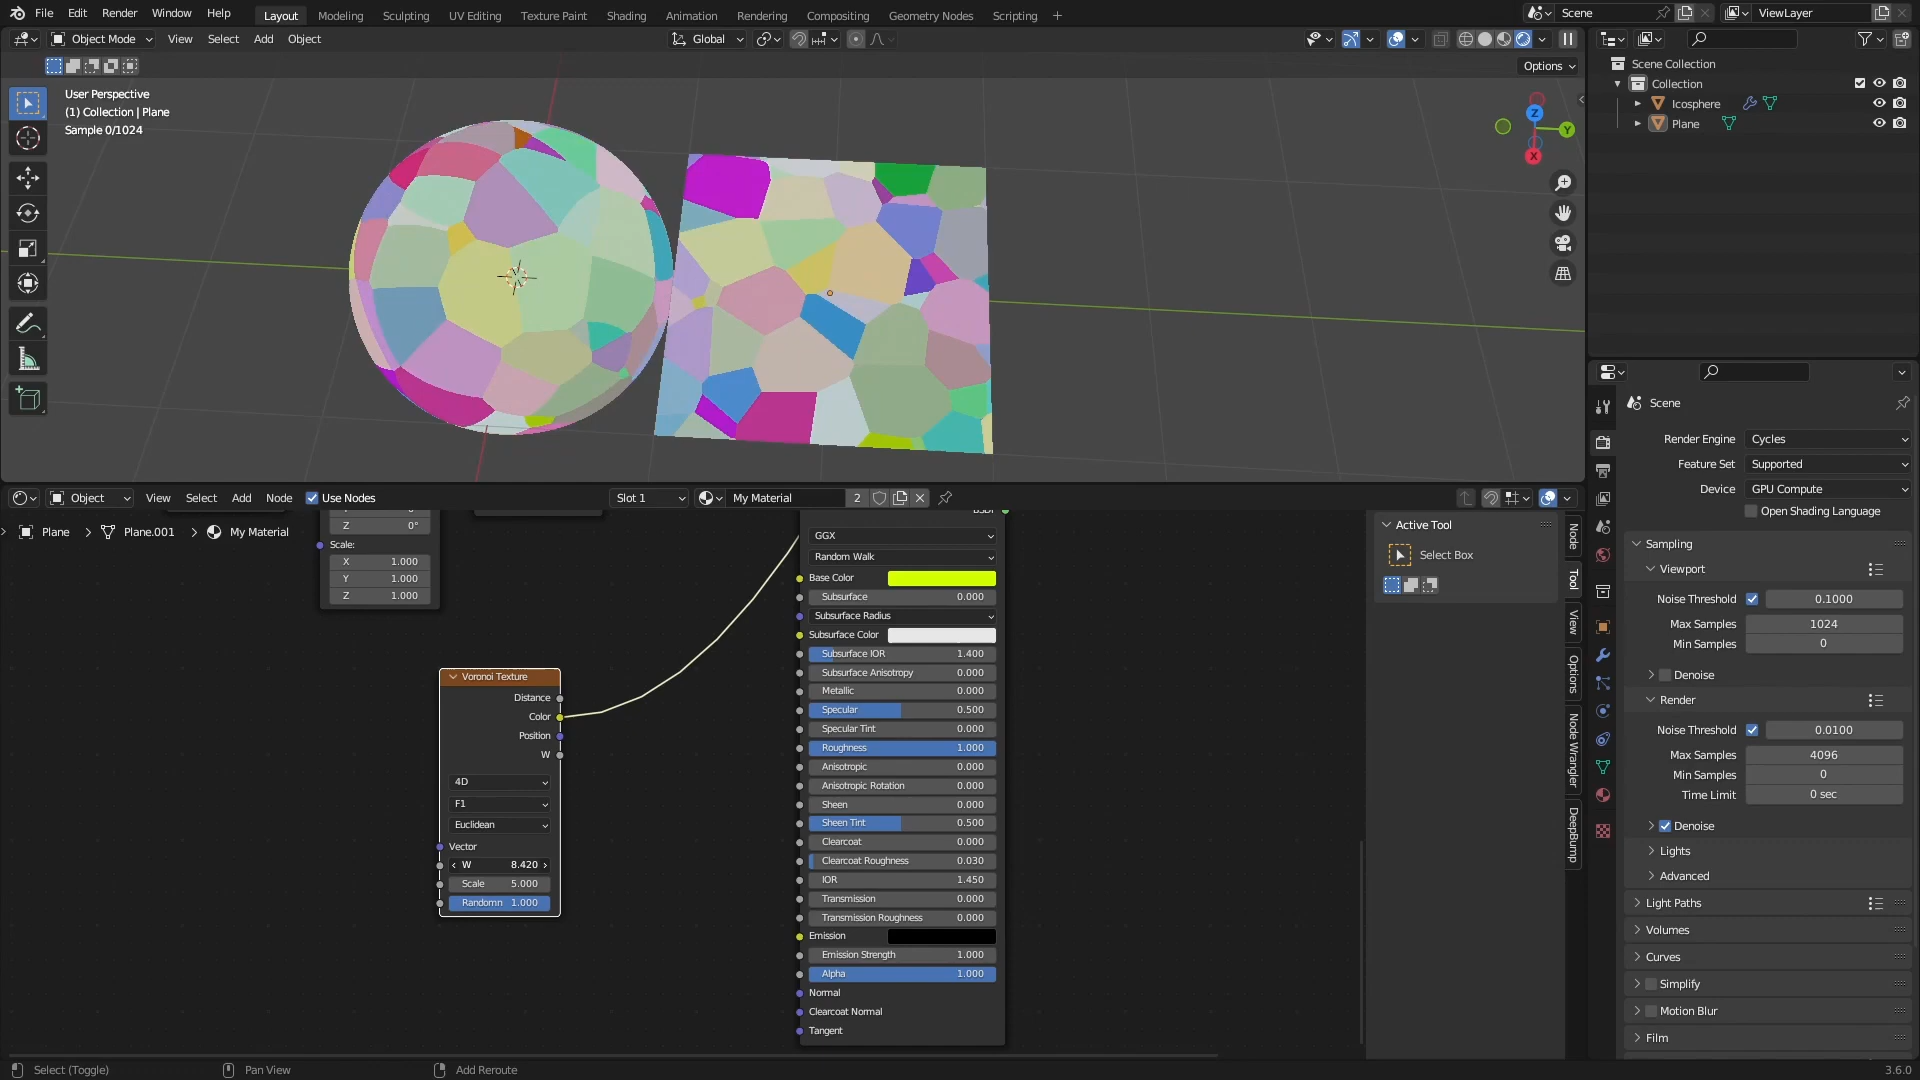 File Edit Render Window Help Layout Modeling Sculpting UV Editing Texture Paint Shading Animation Rendering Compositing Geometry Nodes Scripting + Scene ViewLayer
Object Mode View Select Add Object Global
Options
User Perspective
(1) Collection | Plane
Sample 0/1024
Z
Y
X
Scene Collection
Collection
Icosphere
Plane
Object View Select Add Node Use Nodes Slot 1 My Material 2
Plane > Plane.001 > My Material
Z 0°
Scale:
X 1.000
Y 1.000
Z 1.000
Voronoi Texture
Distance
Color
Position
W
4D
F1
Euclidean
Vector
W 8.420
Scale 5.000
Randomn 1.000
BSDF
GGX
Random Walk
Base Color
Subsurface 0.000
Subsurface Radius
Subsurface Color
Subsurface IOR 1.400
Subsurface Anisotropy 0.000
Metallic 0.000
Specular 0.500
Specular Tint 0.000
Roughness 1.000
Anisotropic 0.000
Anisotropic Rotation 0.000
Sheen 0.000
Sheen Tint 0.500
Clearcoat 0.000
Clearcoat Roughness 0.030
IOR 1.450
Transmission 0.000
Transmission Roughness 0.000
Emission
Emission Strength 1.000
Alpha 1.000
Normal
Clearcoat Normal
Tangent
Active Tool
Select Box
Node
Tool
View
Options
Node Wrangler
DeepBump
Scene
Render Engine Cycles
Feature Set Supported
Device GPU Compute
Open Shading Language
Sampling
Viewport
Noise Threshold 0.1000
Max Samples 1024
Min Samples 0
Denoise
Render
Noise Threshold 0.0100
Max Samples 4096
Min Samples 0
Time Limit 0 sec
Denoise
Lights
Advanced
Light Paths
Volumes
Curves
Simplify
Motion Blur
Film
Select (Toggle) Pan View Add Reroute 3.6.0